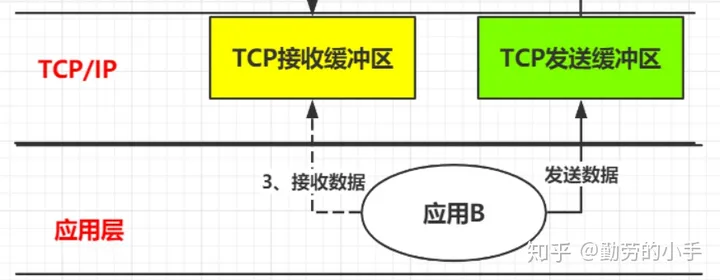 TCP/IP
TCP接收缓冲区
TCP发送缓冲区
3、接收数据
发送数据
应用B
应用层
知乎 @勤劳的小手